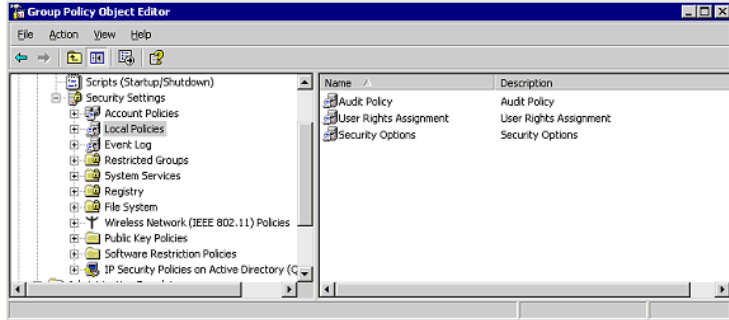 Group Policy Object Editor
File Action View Help
Scripts (Startup/Shutdown)
Security Settings
Account Policies
Local Policies
Event Log
Restricted Groups
System Services
Registry
File System
Wireless Network (IEEE 802.11) Policies
Public Key Policies
Software Restriction Policies
IP Security Policies on Active Directory (C
Name Description
Audit Policy Audit Policy
User Rights Assignment User Rights Assignment
Security Options Security Options